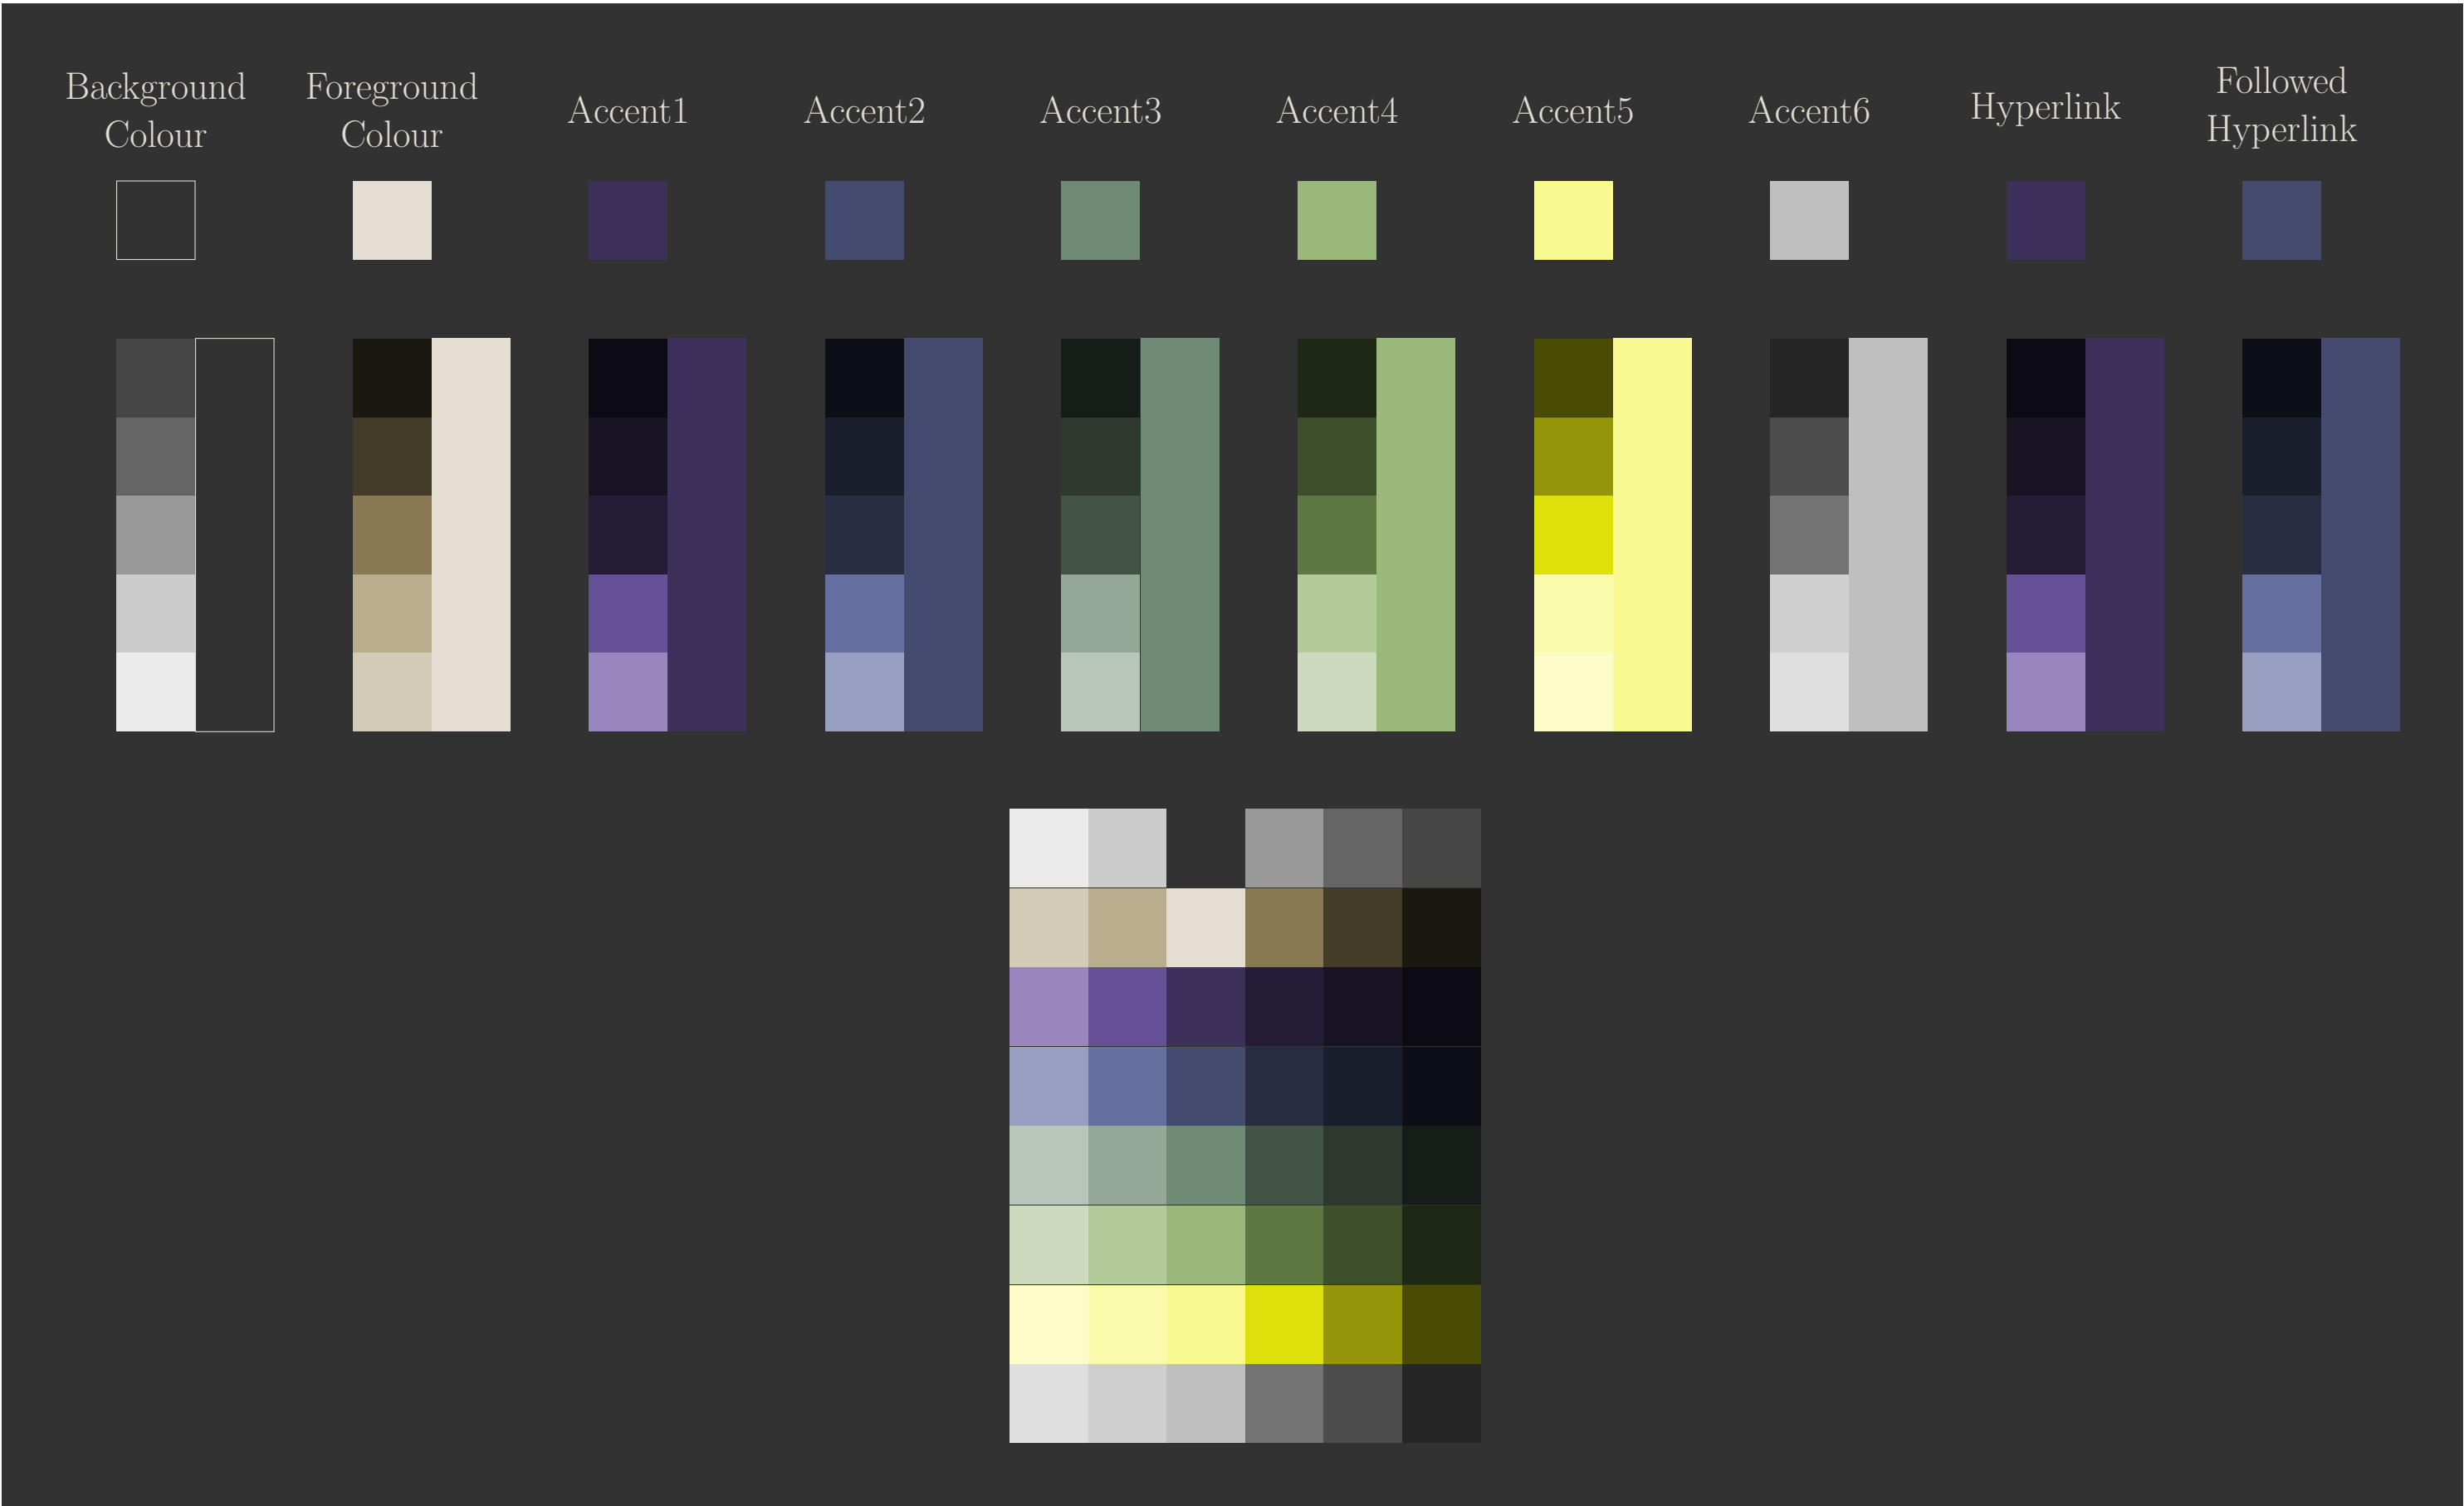 Background
Colour
Foreground
Colour
Accent1
Accent2
Accent3
Accent4
Accent5
Accent6
Hyperlink
Followed
Hyperlink